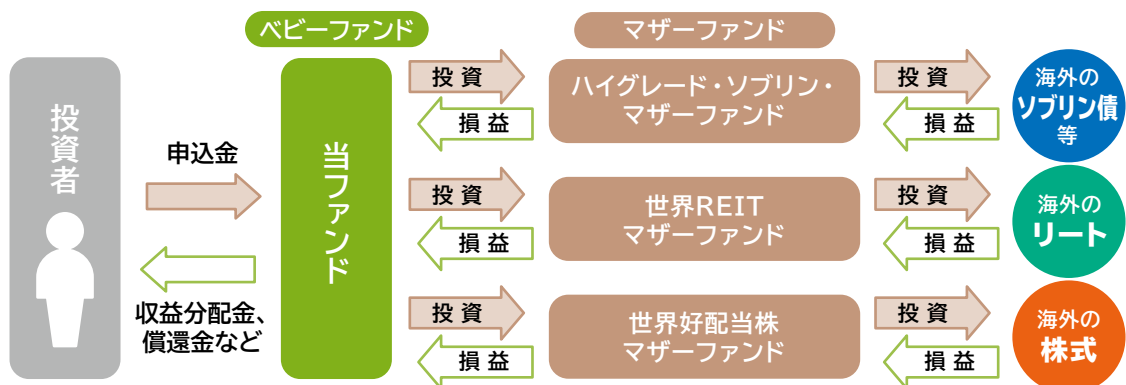 ベビーファンド
マザーファンド
投資者
申込金
収益分配金、
償還金など
当ファンド
投資
損益
ハイグレード・ソブリン・
マザーファンド
投資
損益
海外の
ソブリン債
等
投資
損益
世界REIT
マザーファンド
投資
損益
海外の
リート
投資
損益
世界好配当株
マザーファンド
投資
損益
海外の
株式